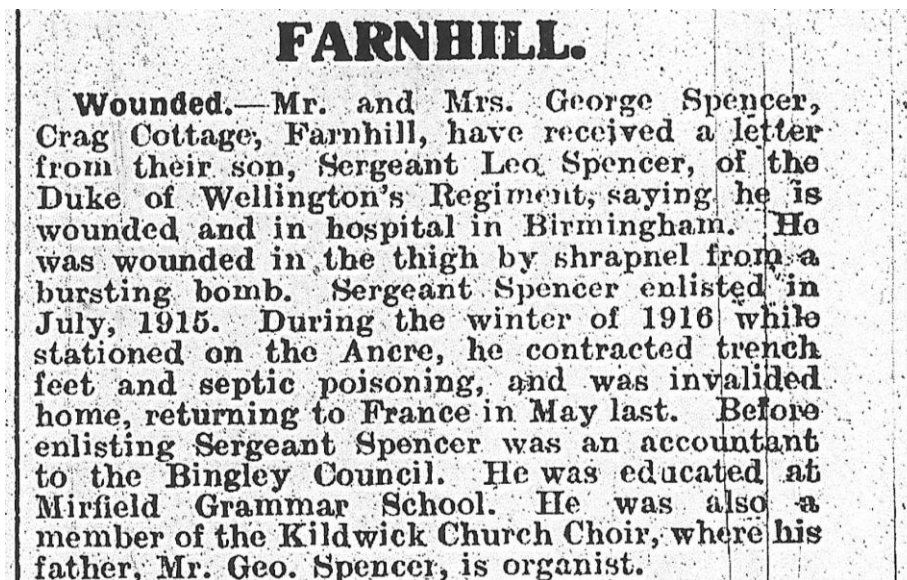 FARNHILL.
Wounded.—Mr. and Mrs. George Spencer,
Crag Cottage, Farnhill, have received a letter
from their son, Sergeant Leo Spencer, of the
Duke of Wellington's Regiment, saying he is
wounded and in hospital in Birmingham. He
was wounded in the thigh by shrapnel from a
bursting bomb. Sergeant Spencer enlisted in
July, 1915. During the winter of 1916 while
stationed on the Ancre, he contracted trench
feet and septic poisoning, and was invalided
home, returning to France in May last. Before
enlisting Sergeant Spencer was an accountant
to the Bingley Council. He was educated at
Mirfield Grammar School. He was also a
member of the Kildwick Church Choir, where his
father, Mr. Geo. Spencer, is organist.